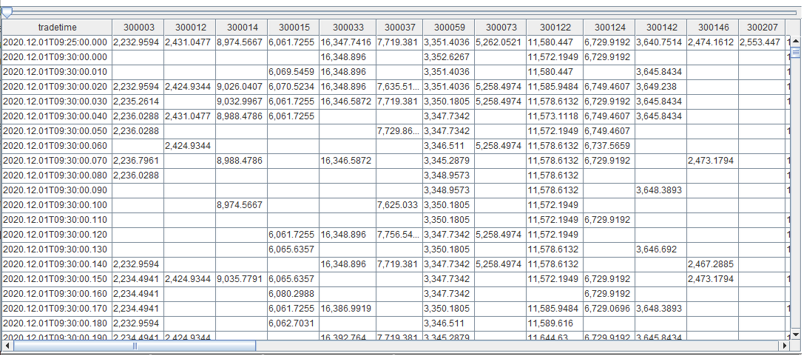 tradetime 300003 300012 300014 300015 300033 300037 300059 300073 300122 300124 300142 300146 300207
2020.12.01T09:25:00.000 2,232.9594 2,431.0477 8,974.5667 6,061.7255 16,347.7416 7,719.381 3,351.4036 5,262.0521 11,580.447 6,729.9192 3,640.7514 2,474.1612 2,553.447 1
2020.12.01T09:30:00.000 16,348.896 3,352.6267 11,572.1949 6,729.9192
2020.12.01T09:30:00.010 6,069.5459 16,348.896 3,351.4036 11,580.447 3,645.8434 1
2020.12.01T09:30:00.020 2,232.9594 2,424.9344 9,026.0407 6,070.5234 16,348.896 7,635.51... 3,351.4036 5,258.4974 11,585.9484 6,749.4607 3,649.238 1
2020.12.01T09:30:00.030 2,235.2614 9,032.9967 6,061.7255 16,346.5872 7,719.381 3,350.1805 5,258.4974 11,578.6132 6,729.9192 3,645.8434 1
2020.12.01T09:30:00.040 2,236.0288 2,431.0477 8,988.4786 6,061.7255 3,347.7342 11,573.1118 6,749.4607 3,645.8434 1
2020.12.01T09:30:00.050 2,236.0288 7,729.86... 3,347.7342 11,572.1949 6,749.4607 1
2020.12.01T09:30:00.060 2,424.9344 3,346.511 5,258.4974 11,578.6132 6,737.5659
2020.12.01T09:30:00.070 2,236.7961 8,988.4786 16,346.5872 3,345.2879 11,578.6132 6,729.9192 2,473.1794 1
2020.12.01T09:30:00.080 2,236.0288 3,348.9573 11,578.6132 1
2020.12.01T09:30:00.090 3,348.9573 11,578.6132 3,648.3893 1
2020.12.01T09:30:00.100 8,974.5667 7,625.033 3,350.1805 11,572.1949
2020.12.01T09:30:00.110 3,350.1805 11,572.1949 6,729.9192 1
2020.12.01T09:30:00.120 6,061.7255 16,348.896 7,756.54... 3,347.7342 5,258.4974 11,572.1949 1
2020.12.01T09:30:00.130 6,065.6357 3,350.1805 11,578.6132 3,646.692 1
2020.12.01T09:30:00.140 2,232.9594 16,348.896 7,719.381 3,347.7342 5,258.4974 11,578.6132 2,467.2885
2020.12.01T09:30:00.150 2,234.4941 2,424.9344 9,035.7791 6,065.6357 3,347.7342 11,572.1949 6,729.9192 2,473.1794 1
2020.12.01T09:30:00.160 2,234.4941 6,080.2988 3,347.7342 6,729.9192
2020.12.01T09:30:00.170 2,234.4941 6,061.7255 16,386.9919 3,350.1805 11,585.9484 6,729.0696 3,648.3893 1
2020.12.01T09:30:00.180 2,232.9594 6,062.7031 3,346.511 11,589.616 1
2020.12.01T09:30:00.190 2,234.4941 2,424.9344 16,392.764 7,719.381 3,345.2879 11,644.63 6,729.9192 3,645.8434 1